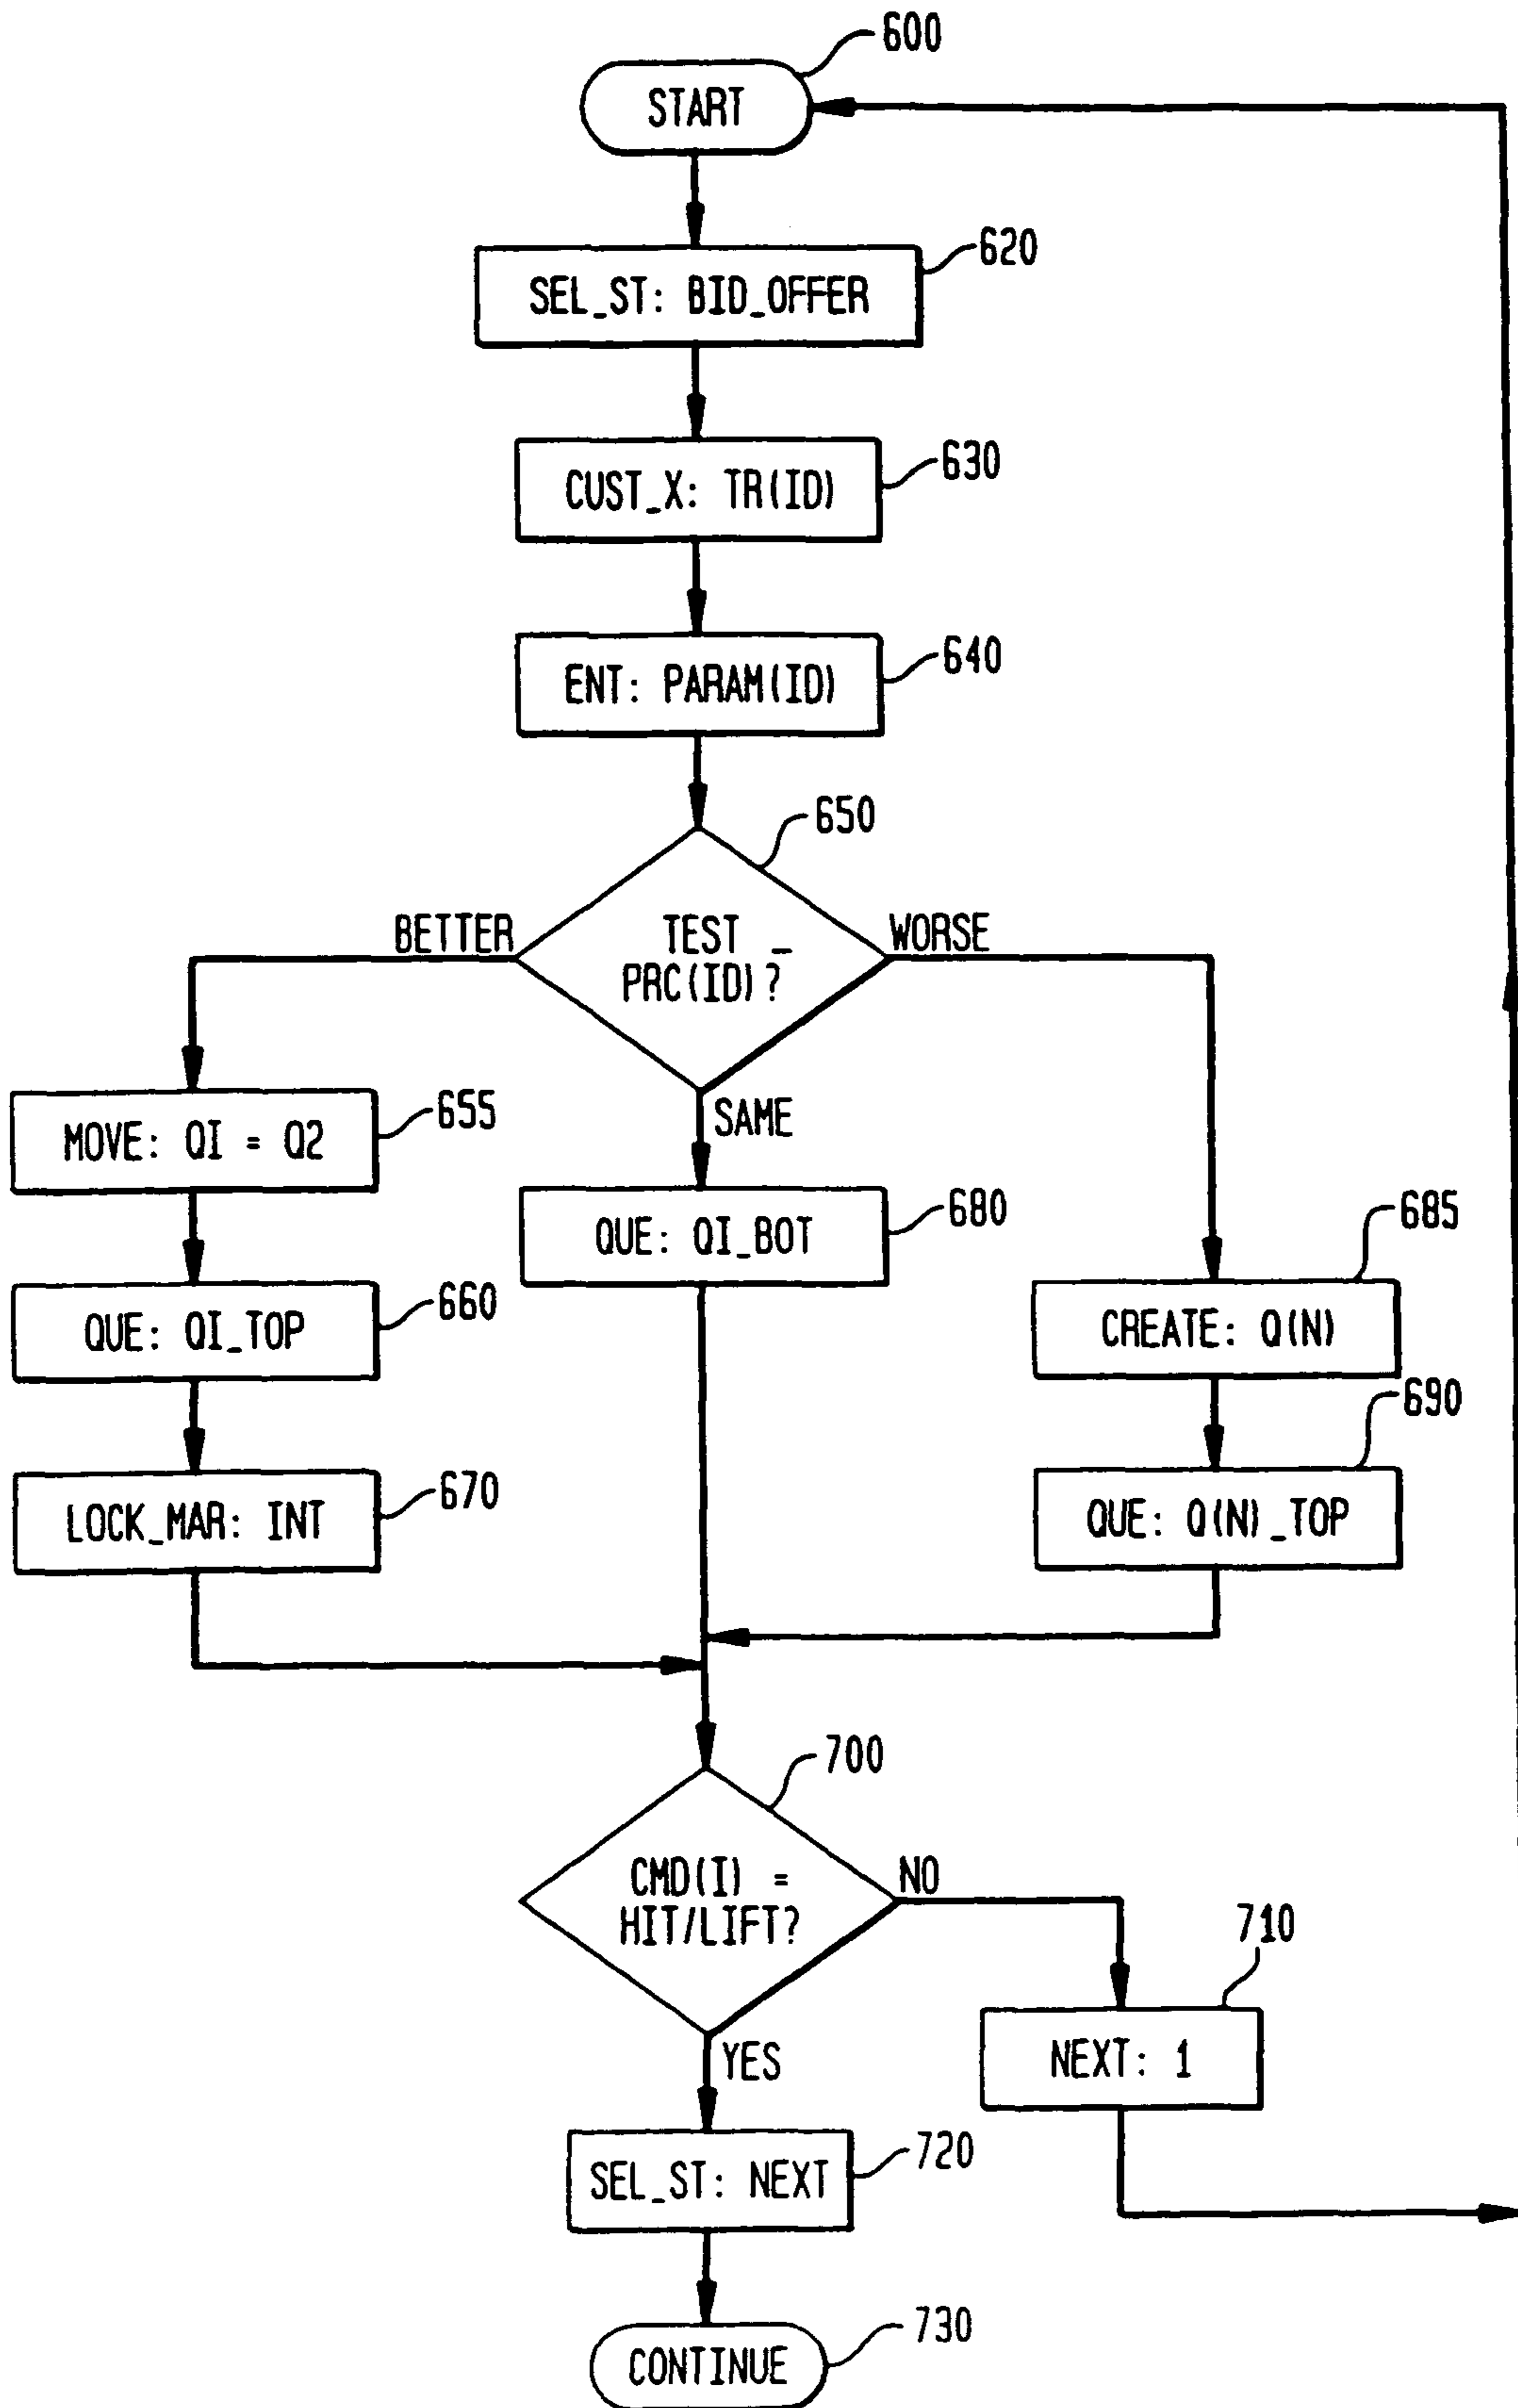 600
START
620
SEL_ST: BID_OFFER
630
CUST_X: TR(ID)
640
ENT: PARAM(ID)
650
BETTER
TEST _
PRC(ID)?
WORSE
655
MOVE: QI = Q2
SAME
680
QUE: QI_BOT
685
660
QUE: QI_TOP
CREATE: Q(N)
690
670
LOCK_MAR: INT
QUE: Q(N)_TOP
700
CMD(I) =
HIT/LIFT?
NO
710
YES
NEXT: 1
720
SEL_ST: NEXT
730
CONTINUE